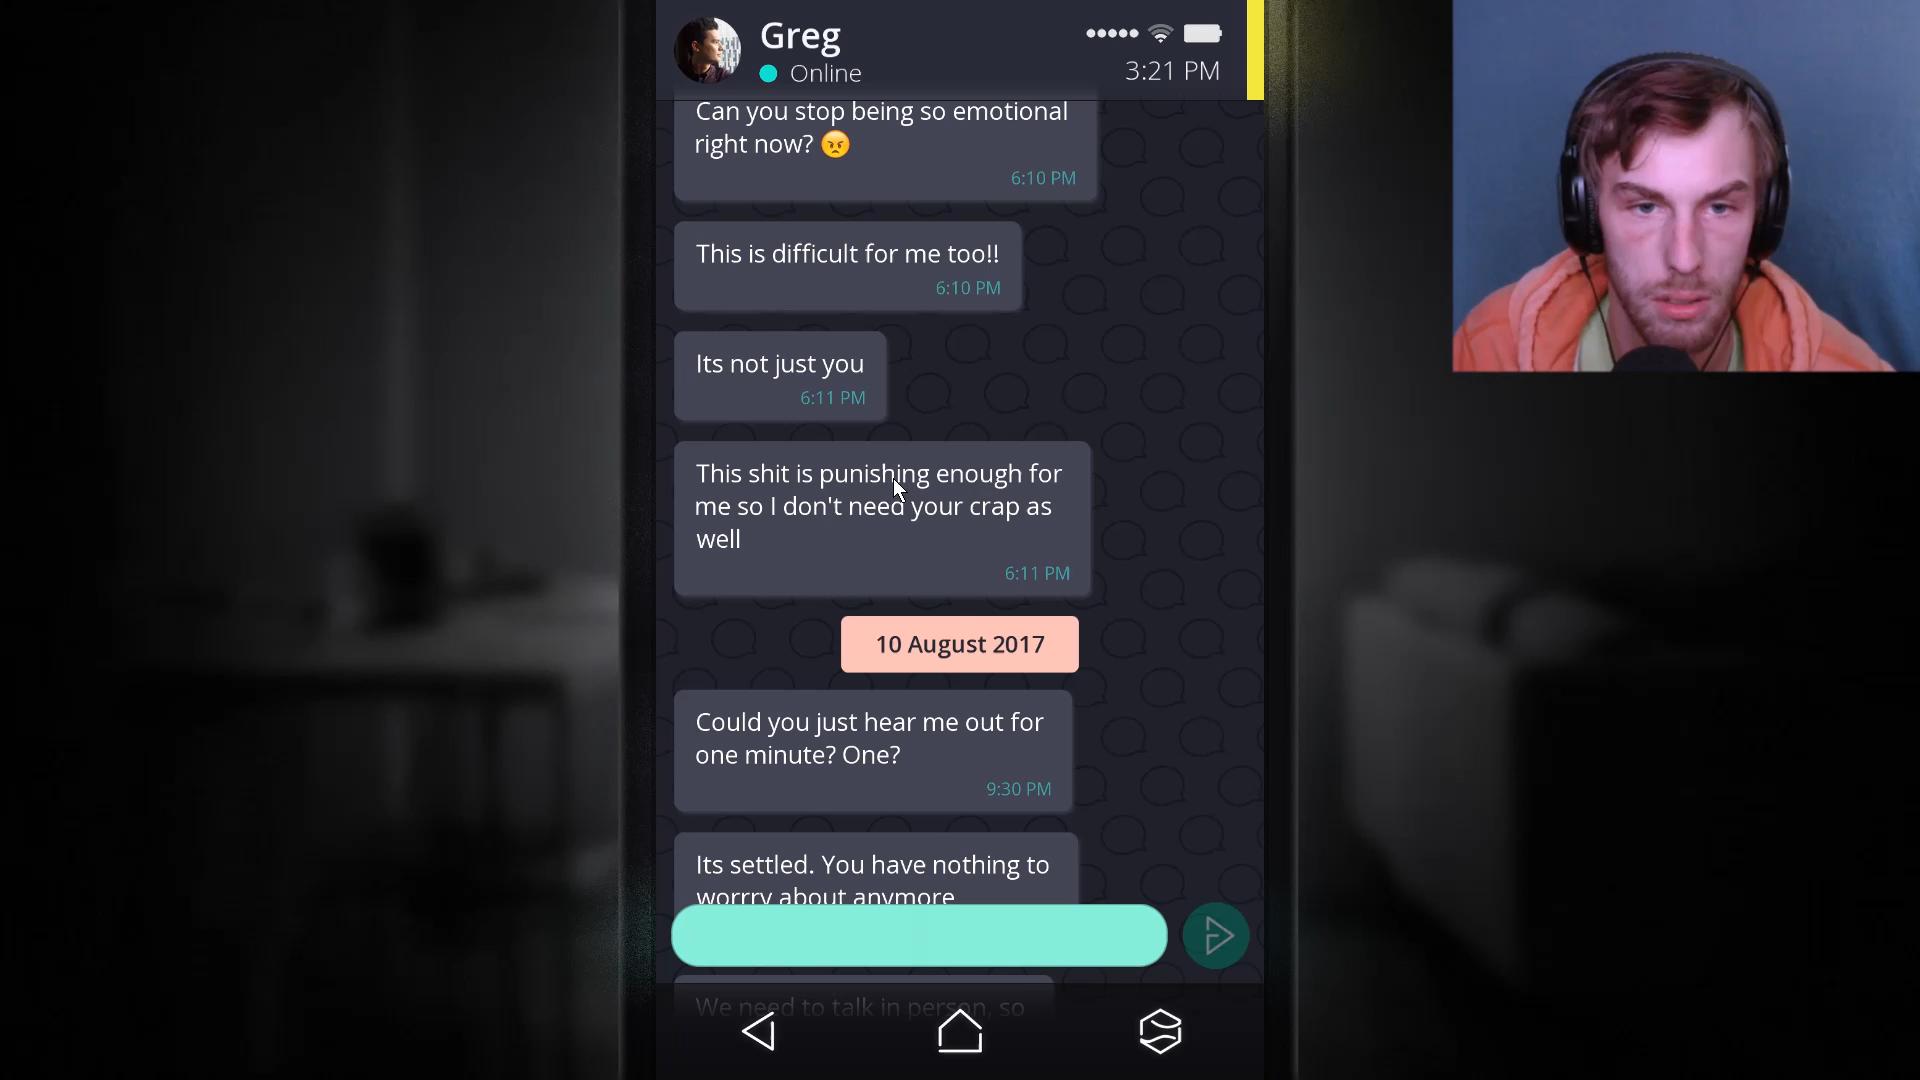 Greg
Online
3:21 PM
Can you stop being so emotional
right now? 😠
6:10 PM
This is difficult for me too!!
6:10 PM
Its not just you
6:11 PM
This shit is punishing enough for
me so I don't need your crap as
well
6:11 PM
10 August 2017
Could you just hear me out for
one minute? One?
9:30 PM
Its settled. You have nothing to
worrry about anymore
We need to talk in person, so